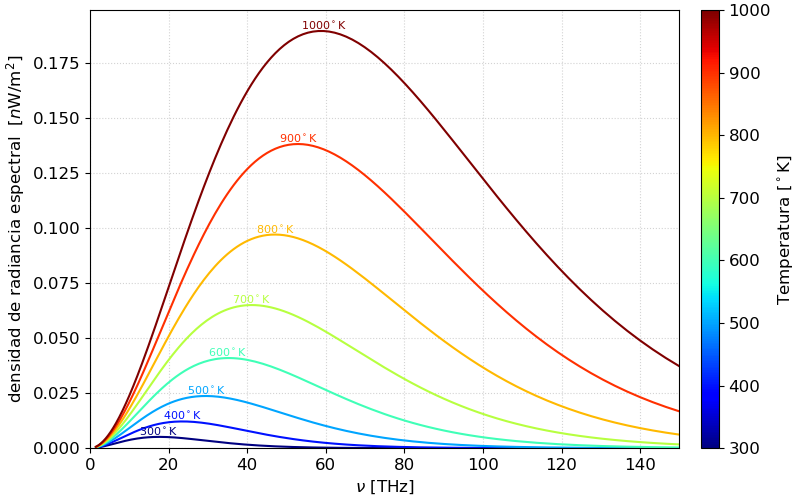 densidad de radiancia espectral [nW/m²]
0.175
0.150
0.125
0.100
0.075
0.050
0.025
0.000
1000°K
900°K
800°K
700°K
600°K
500°K
400°K
300°K
0 20 40 60 80 100 120 140
ν [THz]
1000
900
800
700
600
500
400
300
Temperatura [°K]